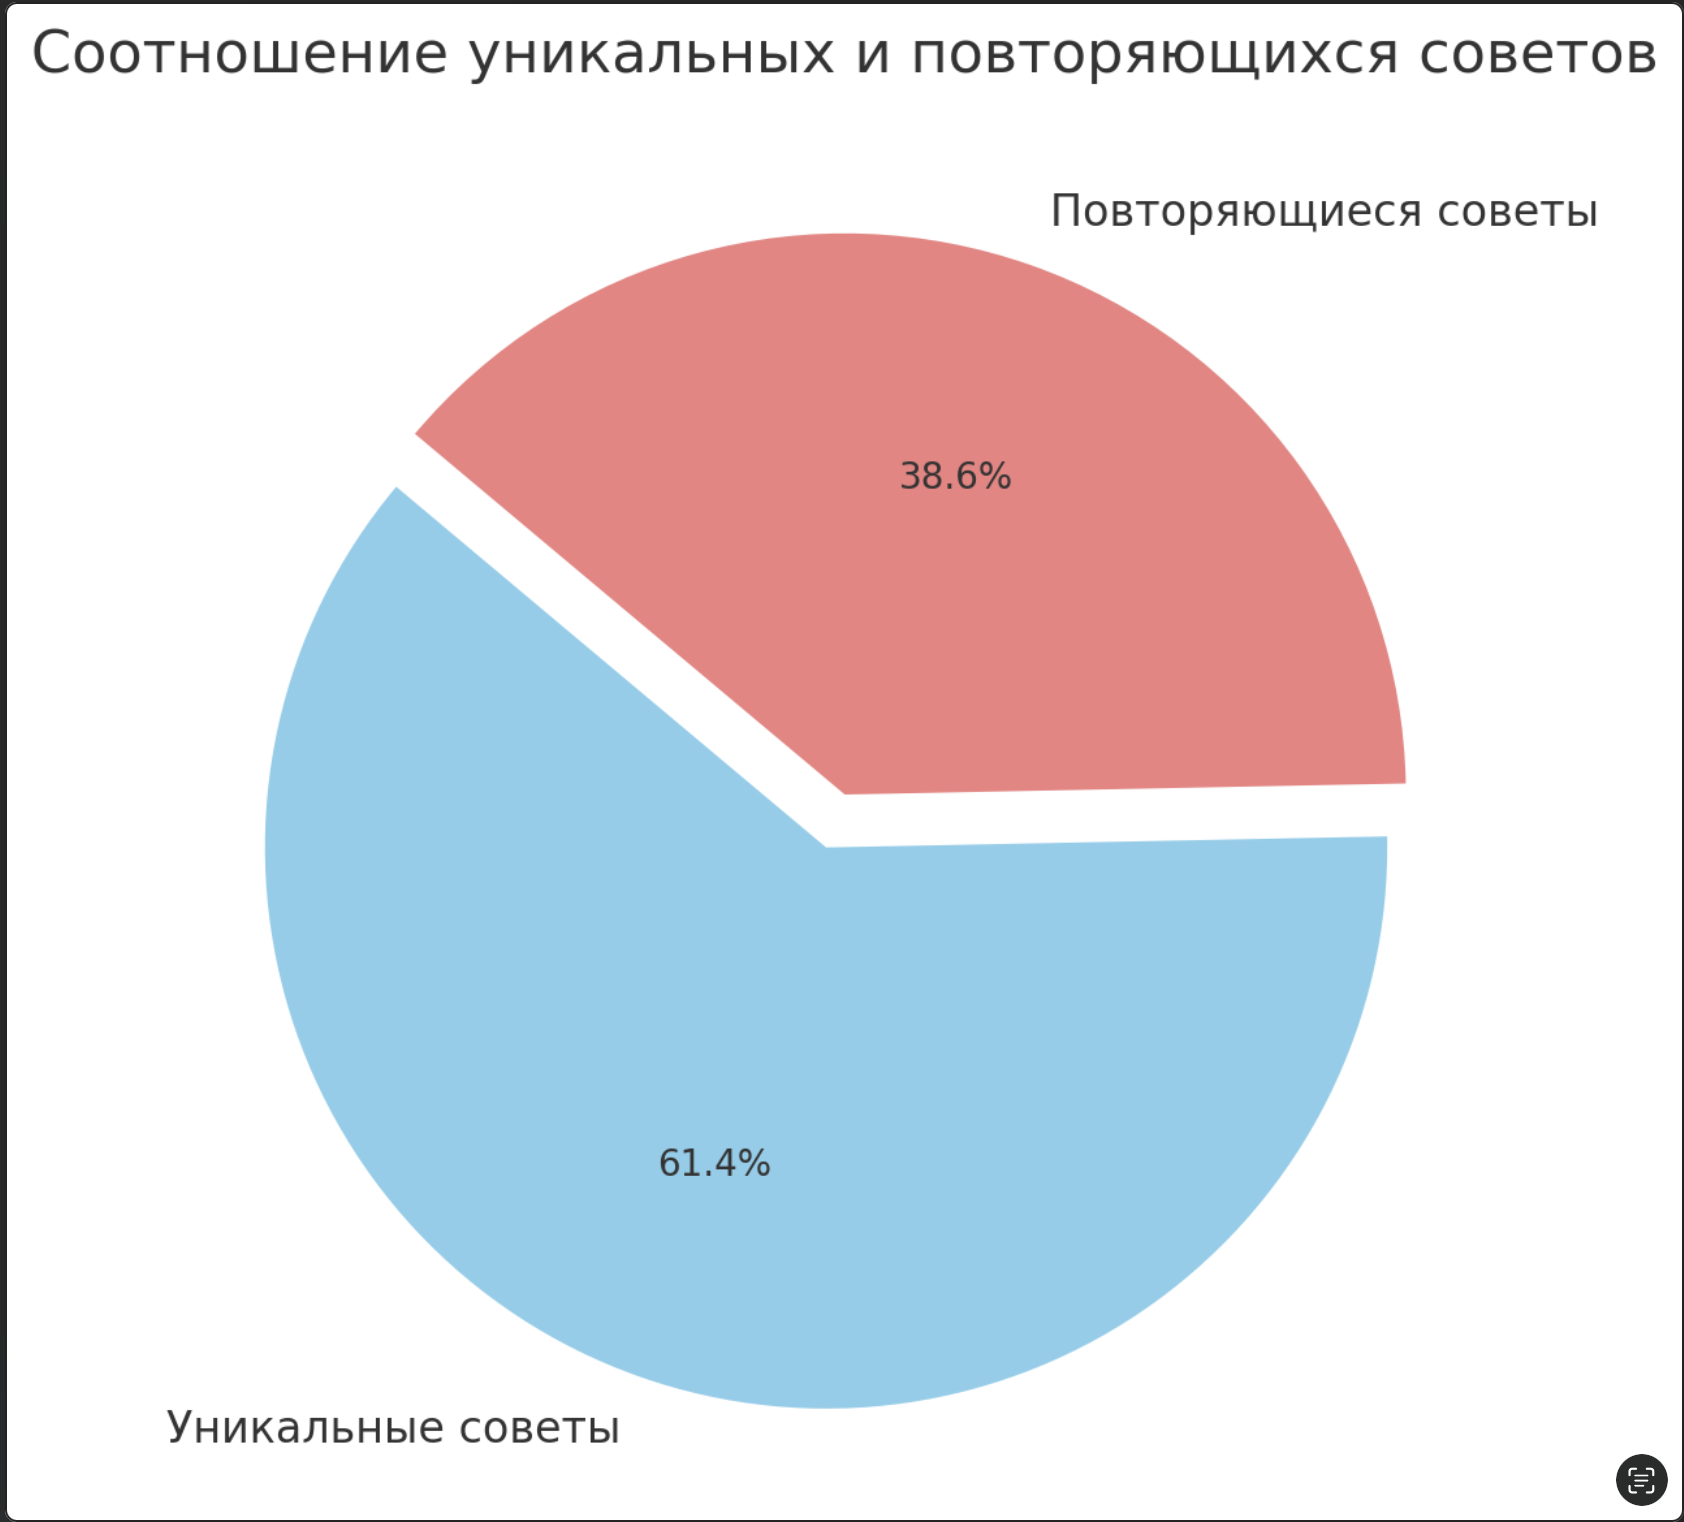 Соотношение уникальных и повторяющихся советов
Повторяющиеся советы
38.6%
61.4%
Уникальные советы